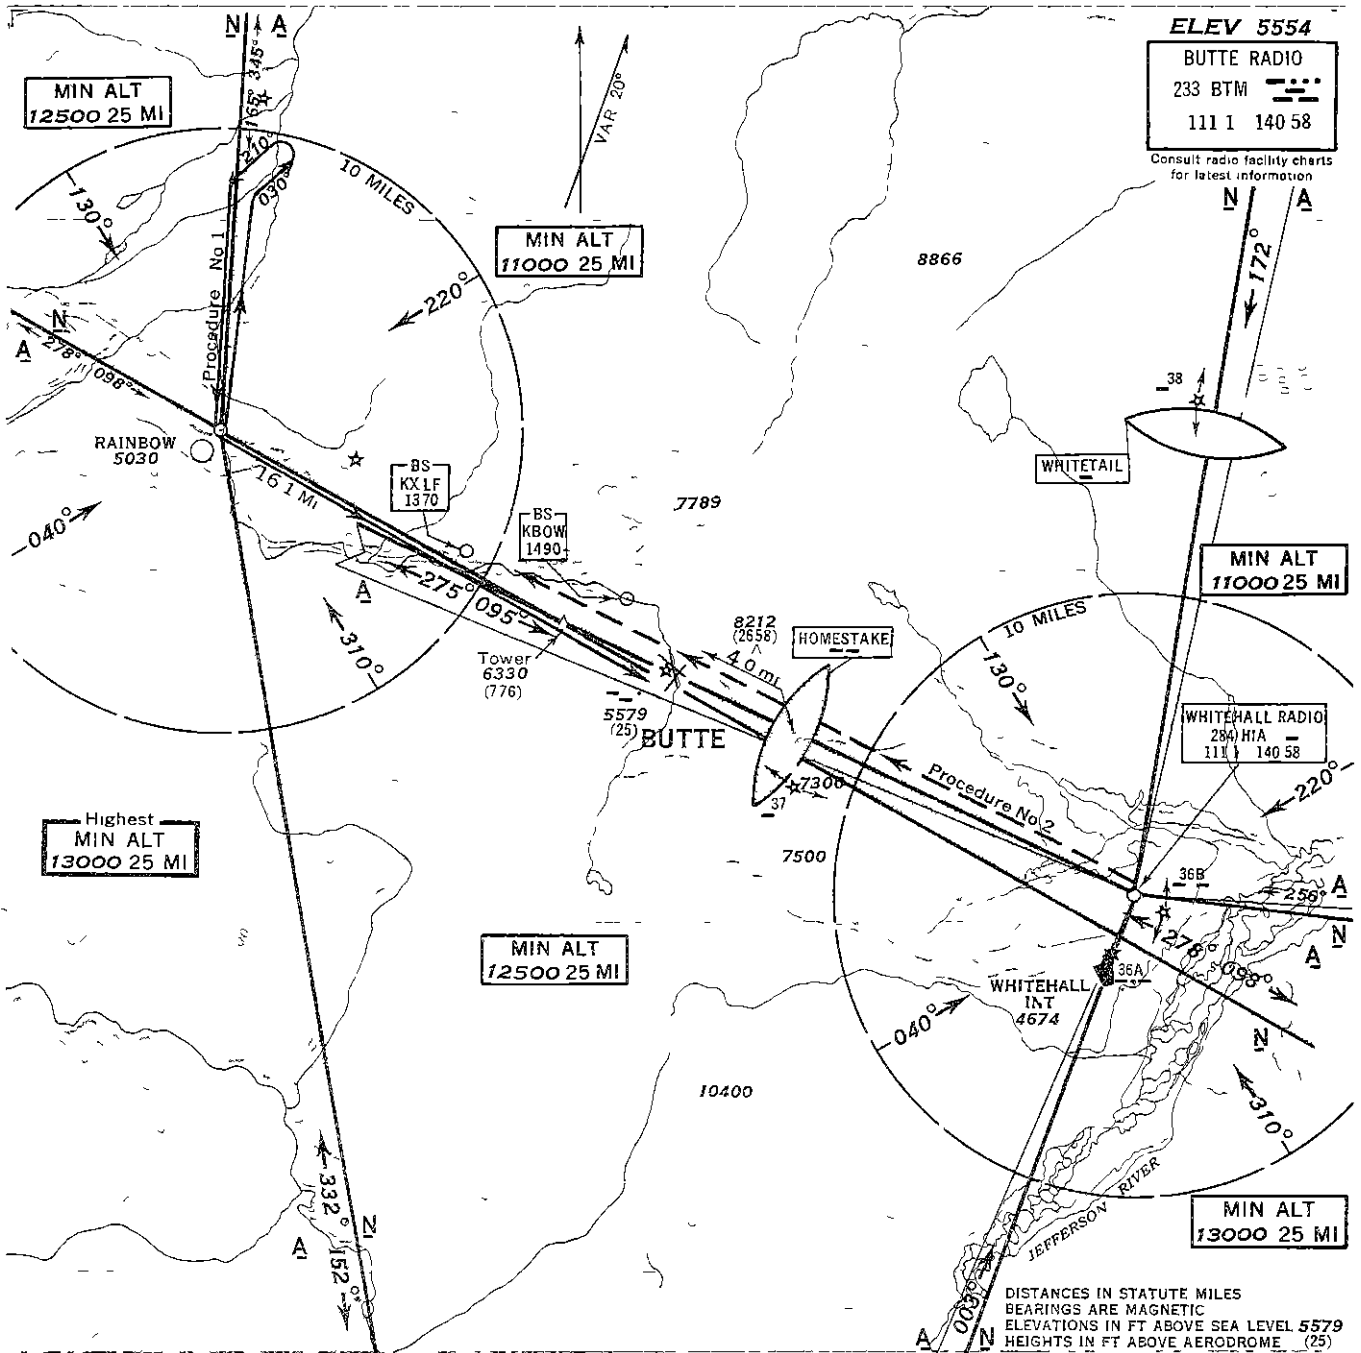 ELEV 5554
BUTTE RADIO
233 BTM
111 1 140 58
Consult radio facility charts
for latest information
N A
MIN ALT
12500 25 MI
165° 345°
210°
030°
10 MILES
130°
VAR 20°
MIN ALT
11000 25 MI
N A
172°
8866
220°
Procedure No 1
N
A
278° 098°
38
RAINBOW
5030
16 1 MI
BS
KXLF
1370
WHITETAIL
7789
BS
KBOW
1490
040°
MIN ALT
11000 25 MI
A
275° 095°
310°
10 MILES
8212
(2658)
HOMESTAKE
4.0 mi
130°
Tower
6330
(776)
5579
(25)
BUTTE
WHITEHALL RADIO
284 HIA
111 1 140 58
Procedure No 2
220°
7300
37
Highest
MIN ALT
13000 25 MI
7500
36B
256°
A
N
278° 098°
A
MIN ALT
12500 25 MI
WHITEHALL
INT
4674
36A
040°
N
10400
310°
332°
152°
N
A
JEFFERSON RIVER
MIN ALT
13000 25 MI
003°
A N
DISTANCES IN STATUTE MILES
BEARINGS ARE MAGNETIC
ELEVATIONS IN FT ABOVE SEA LEVEL 5579
HEIGHTS IN FT ABOVE AERODROME (25)